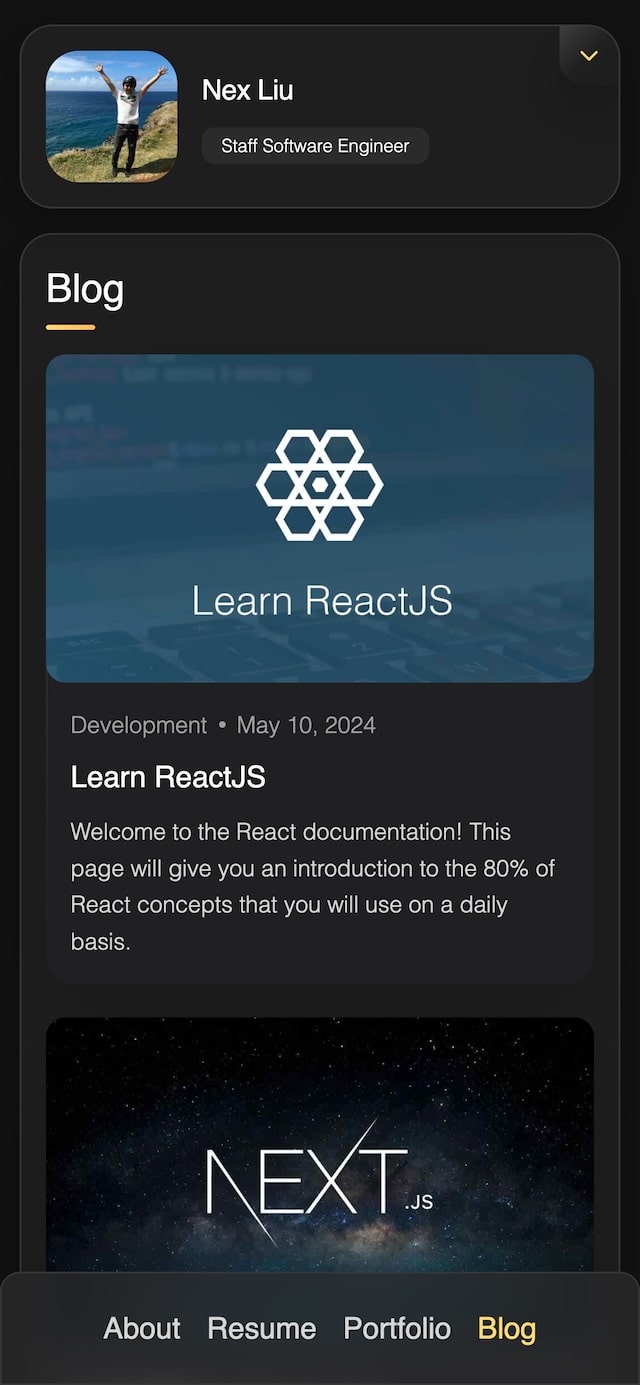 Nex Liu
Staff Software Engineer
Blog
Learn ReactJS
Development • May 10, 2024
Learn ReactJS
Welcome to the React documentation! This
page will give you an introduction to the 80% of
React concepts that you will use on a daily
basis.
NEXT.JS
About Resume Portfolio Blog